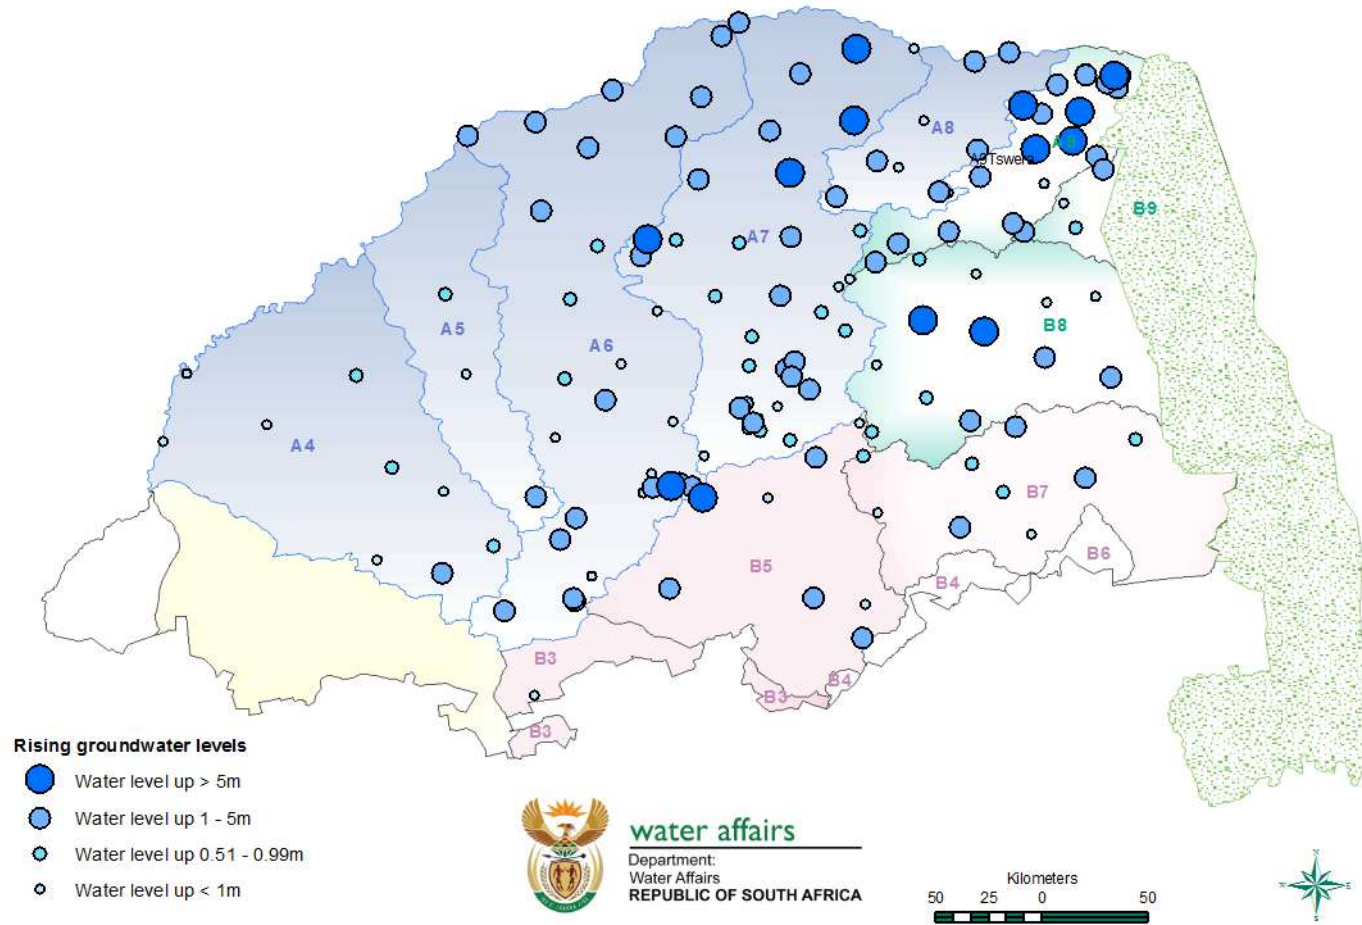 A8
A9
A9Tswera
B9
A7
A5
A6
B8
A4
B7
B5
B6
B4
B3
B4
B3
B3
Rising groundwater levels
Water level up > 5m
Water level up 1 - 5m
Water level up 0.51 - 0.99m
Water level up < 1m
water affairs
Department:
Water Affairs
REPUBLIC OF SOUTH AFRICA
Kilometers
50 25 0 50